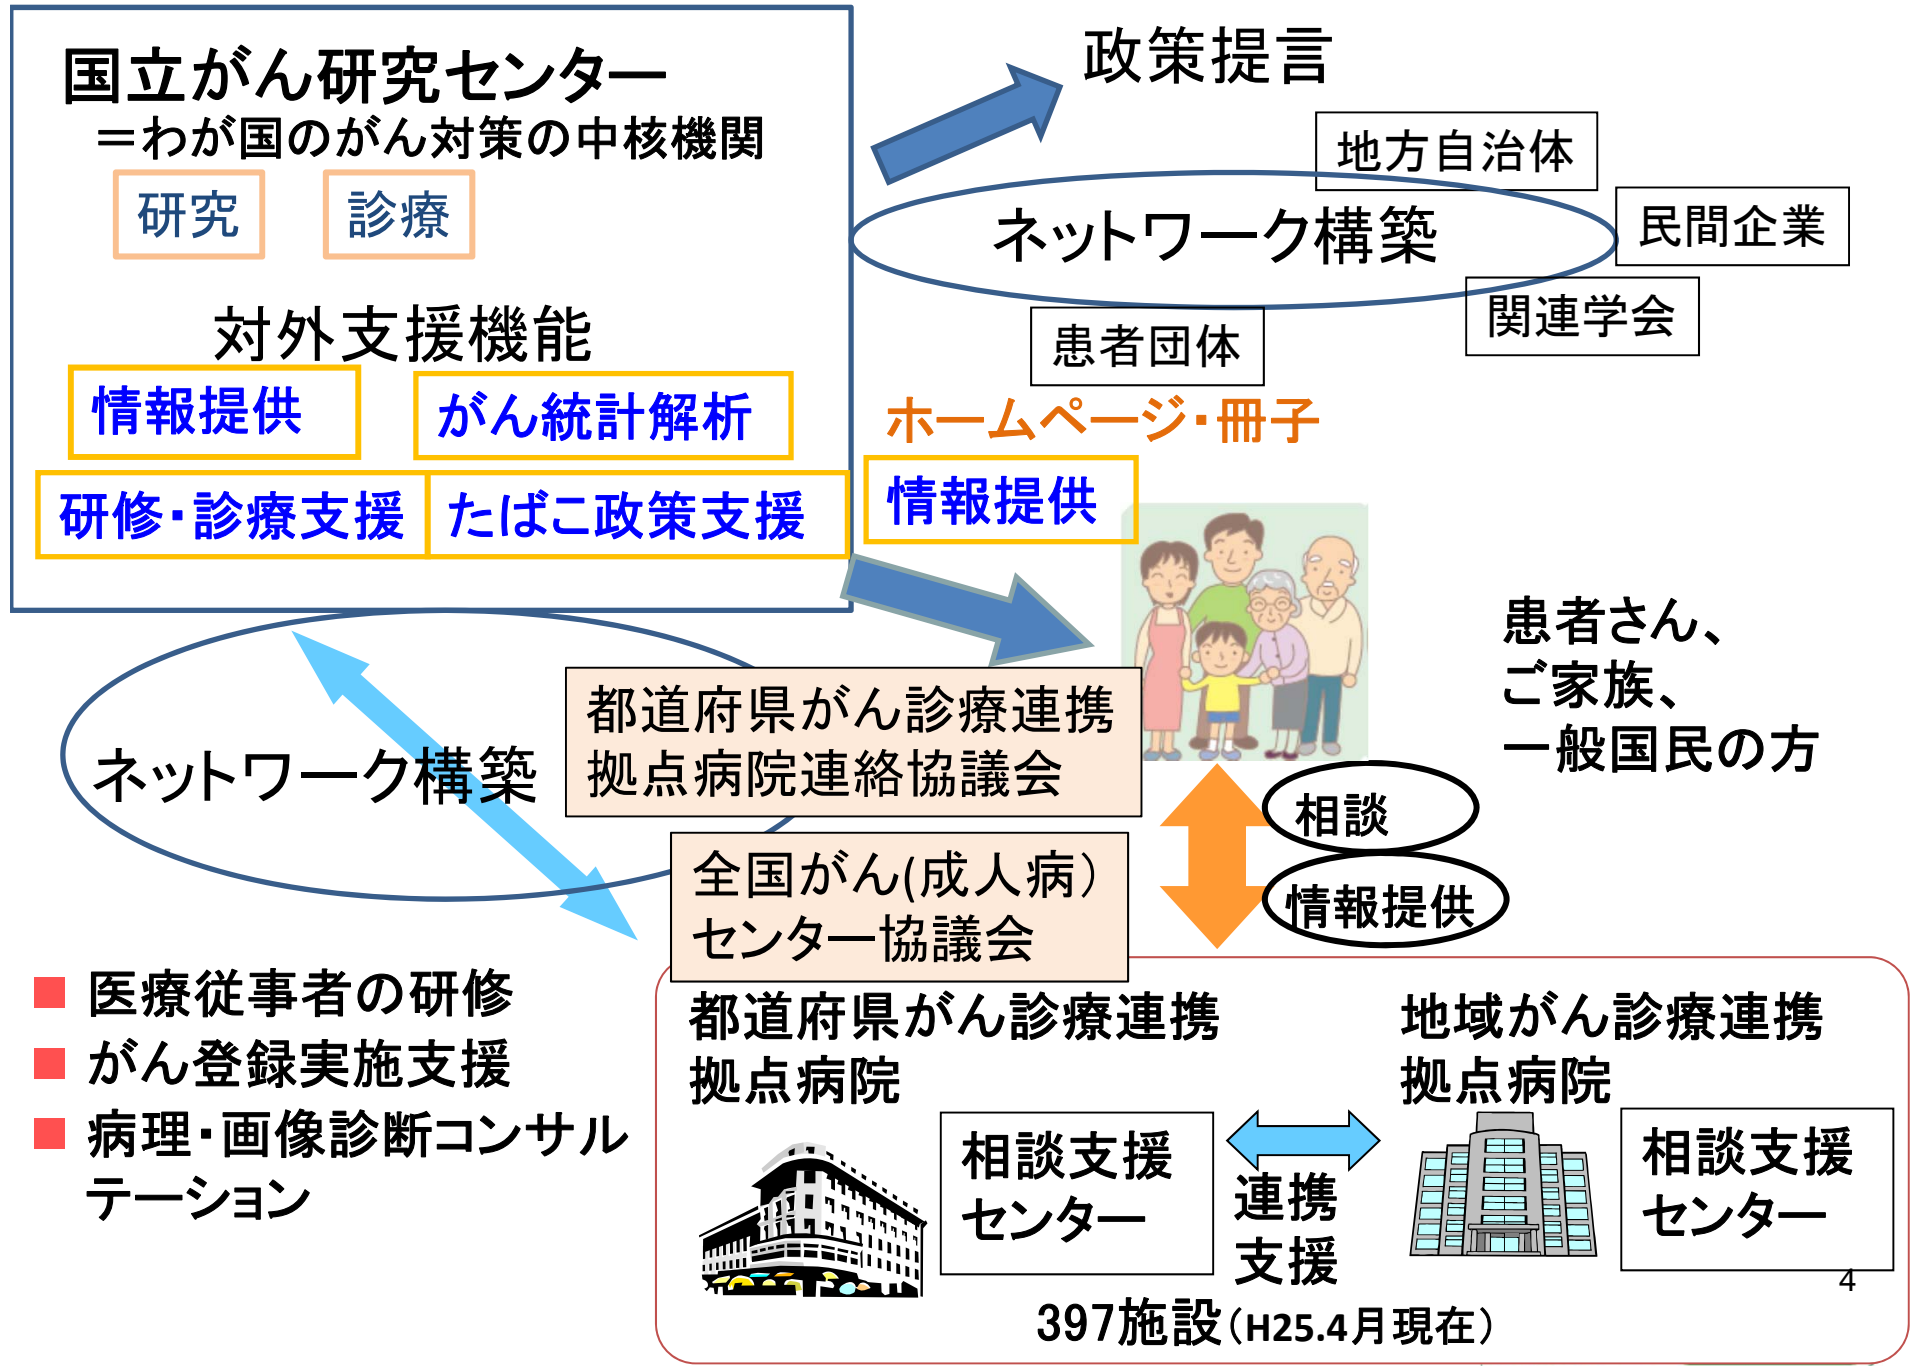 国立がん研究センター
＝わが国のがん対策の中核機関
研究
診療
対外支援機能
情報提供
がん統計解析
研修・診療支援
たばこ政策支援
政策提言
地方自治体
ネットワーク構築
民間企業
関連学会
患者団体
ホームページ・冊子
情報提供
患者さん、
ご家族、
一般国民の方
ネットワーク構築
都道府県がん診療連携
拠点病院連絡協議会
全国がん(成人病）
センター協議会
相談
情報提供
■ 医療従事者の研修
■ がん登録実施支援
■ 病理・画像診断コンサル
テーション
都道府県がん診療連携
拠点病院
相談支援
センター
連携
支援
地域がん診療連携
拠点病院
相談支援
センター
397施設（H25.4月現在）
4